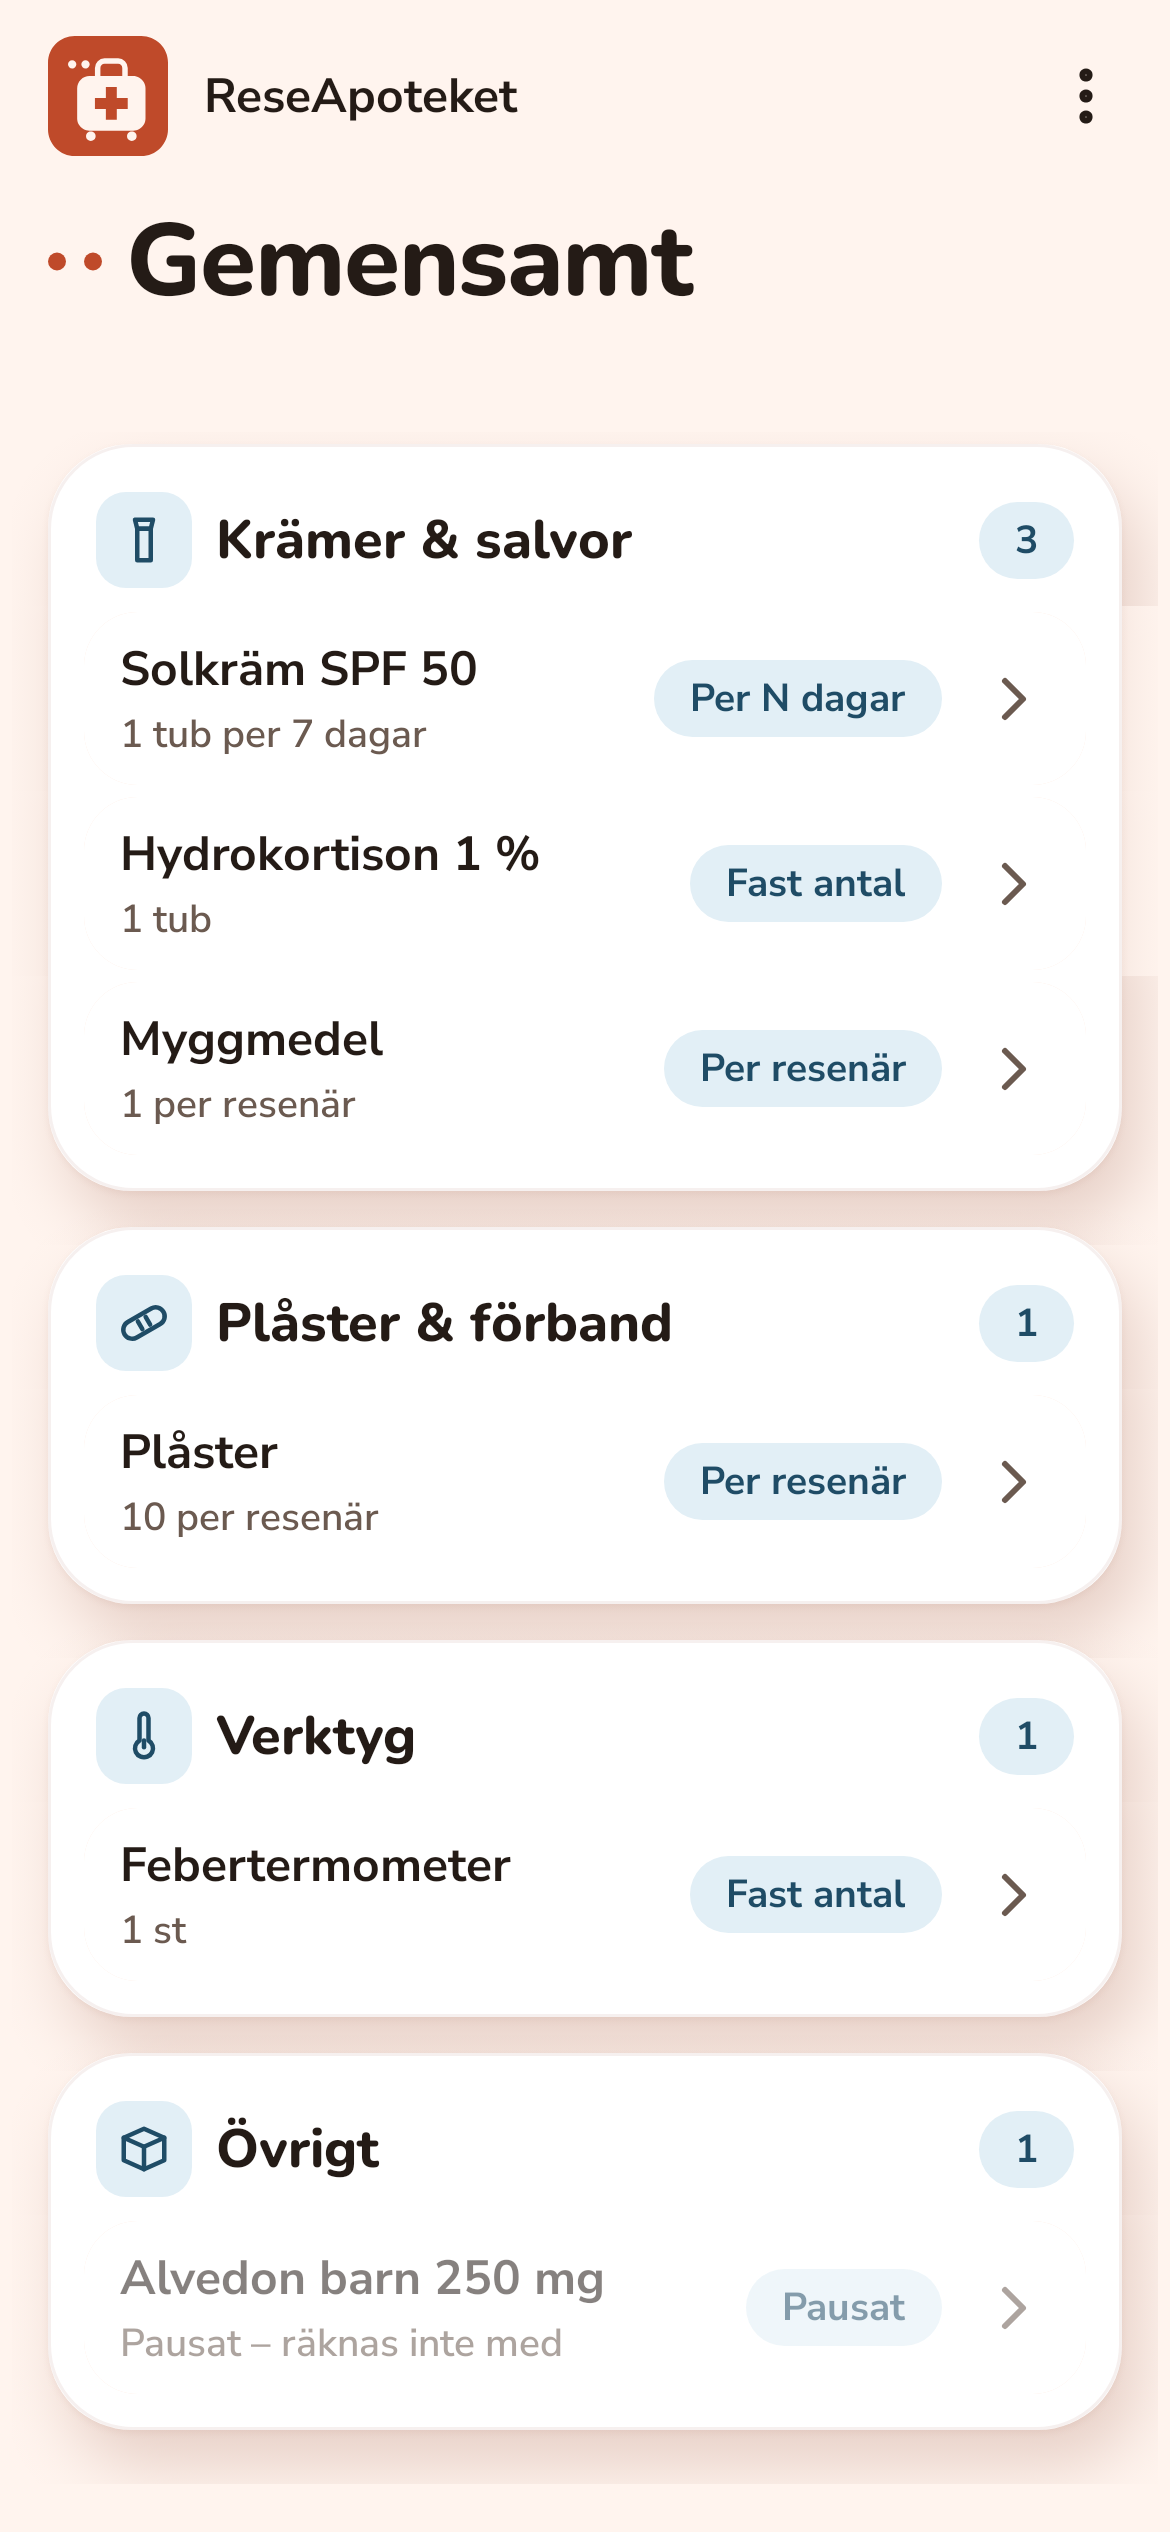 ReseApoteket
Gemensamt
Krämer & salvor
3
Solkräm SPF 50
1 tub per 7 dagar
Per N dagar
Hydrokortison 1 %
1 tub
Fast antal
Myggmedel
1 per resenär
Per resenär
Plåster & förband
1
Plåster
10 per resenär
Per resenär
Verktyg
1
Febertermometer
1 st
Fast antal
Övrigt
1
Alvedon barn 250 mg
Pausat – räknas inte med
Pausat